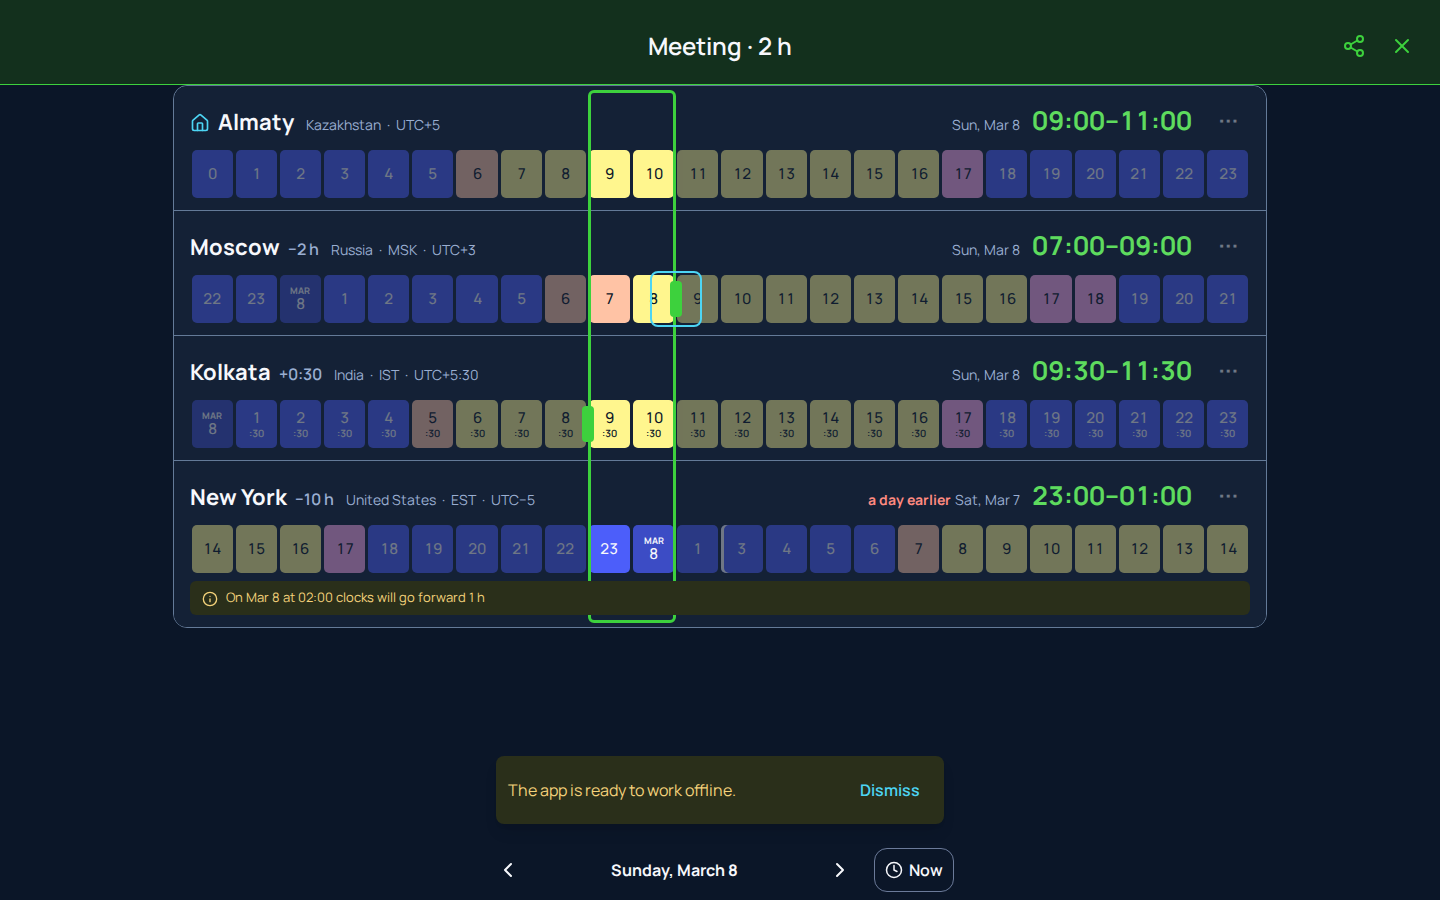 Meeting · 2 h
Almaty Kazakhstan · UTC+5 Sun, Mar 8 09:00–11:00
0 1 2 3 4 5 6 7 8 9 10 11 12 13 14 15 16 17 18 19 20 21 22 23
Moscow −2 h Russia · MSK · UTC+3 Sun, Mar 8 07:00–09:00
22 23 MAR 8 1 2 3 4 5 6 7 8 9 10 11 12 13 14 15 16 17 18 19 20 21
Kolkata +0:30 India · IST · UTC+5:30 Sun, Mar 8 09:30–11:30
MAR 8 1:30 2:30 3:30 4:30 5:30 6:30 7:30 8:30 9:30 10:30 11:30 12:30 13:30 14:30 15:30 16:30 17:30 18:30 19:30 20:30 21:30 22:30 23:30
New York −10 h United States · EST · UTC−5 a day earlier Sat, Mar 7 23:00–01:00
14 15 16 17 18 19 20 21 22 23 MAR 8 1 3 4 5 6 7 8 9 10 11 12 13 14
On Mar 8 at 02:00 clocks will go forward 1 h
The app is ready to work offline. Dismiss
Sunday, March 8 Now